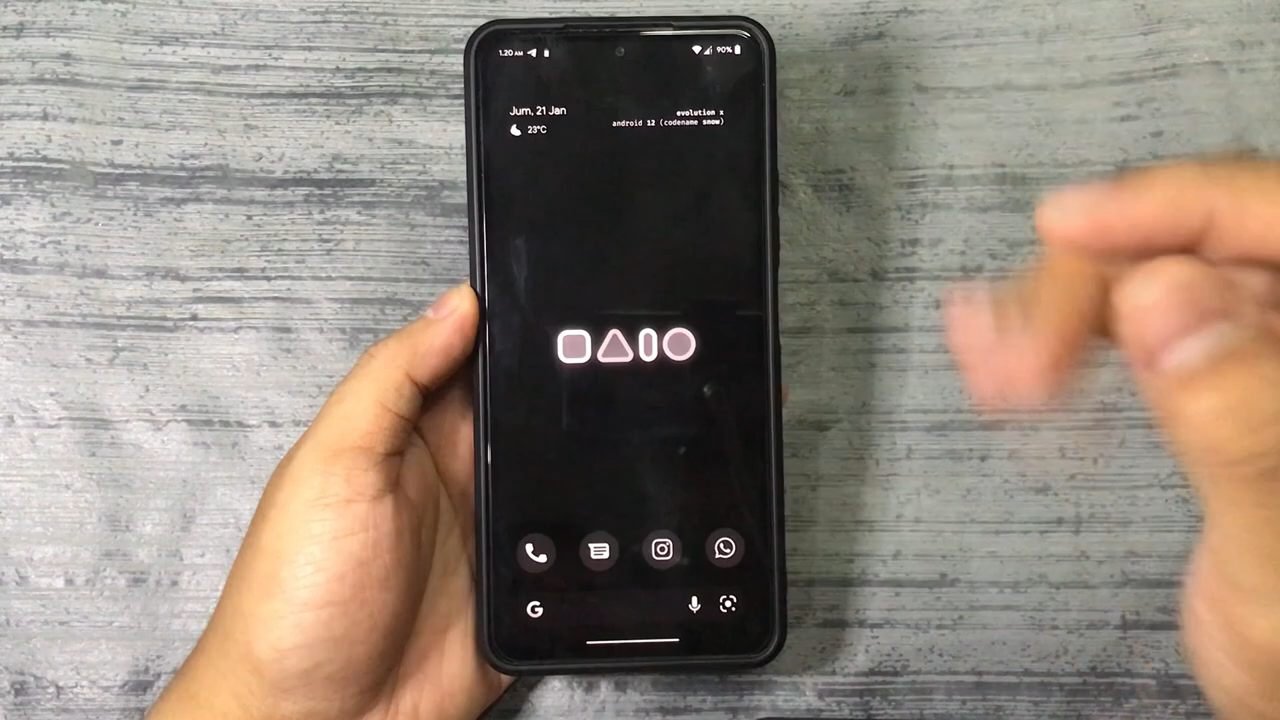 1.20 AM
90%
Jum, 21 Jan
23°C
evolution x
android 12 (codename snow)
G